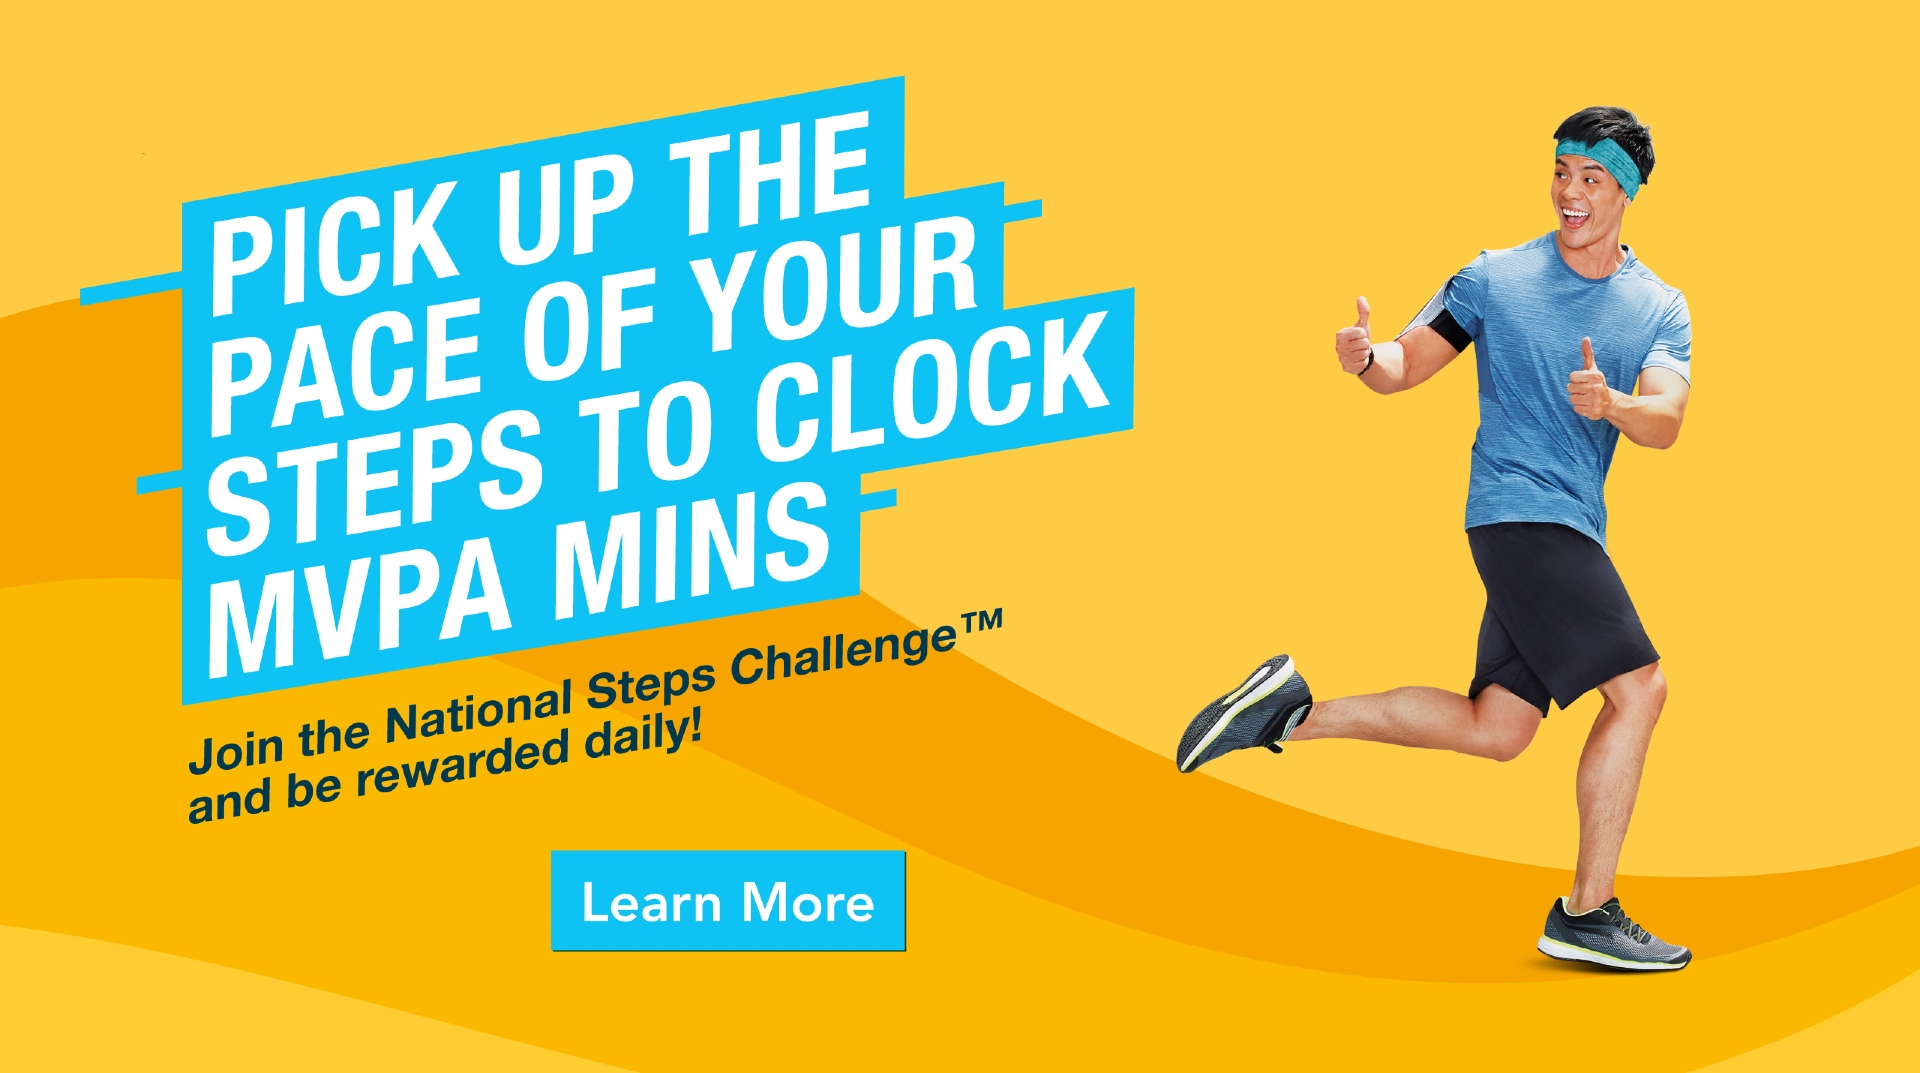 PICK UP THE
PACE OF YOUR
STEPS TO CLOCK
MVPA MINS
Join the National Steps Challenge™
and be rewarded daily!
Learn More